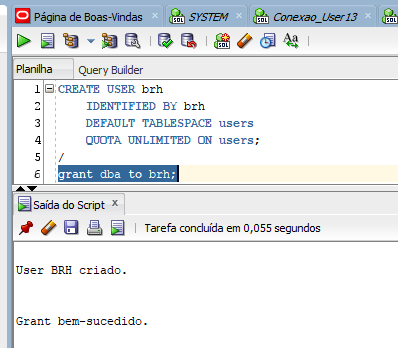 Página de Boas-Vindas SYSTEM Conexao_User13
Planilha Query Builder
1 CREATE USER brh
2 IDENTIFIED BY brh
3 DEFAULT TABLESPACE users
4 QUOTA UNLIMITED ON users;
5 /
6 grant dba to brh;
Saída do Script
Tarefa concluída em 0,055 segundos
User BRH criado.
Grant bem-sucedido.